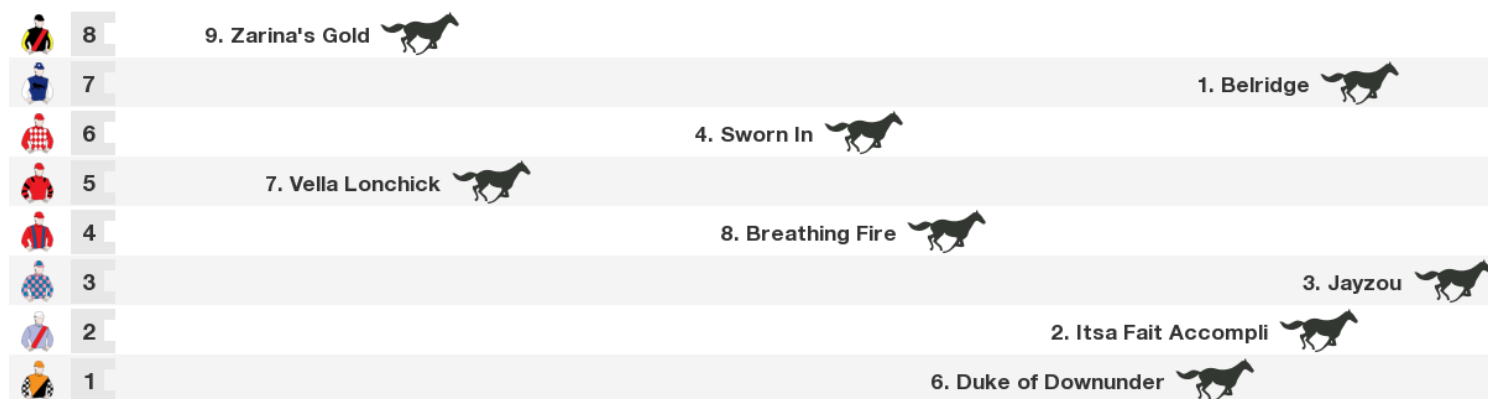 8 9. Zarina's Gold
7 1. Belridge
6 4. Sworn In
5 7. Vella Lonchick
4 8. Breathing Fire
3 3. Jayzou
2 2. Itsa Fait Accompli
1 6. Duke of Downunder